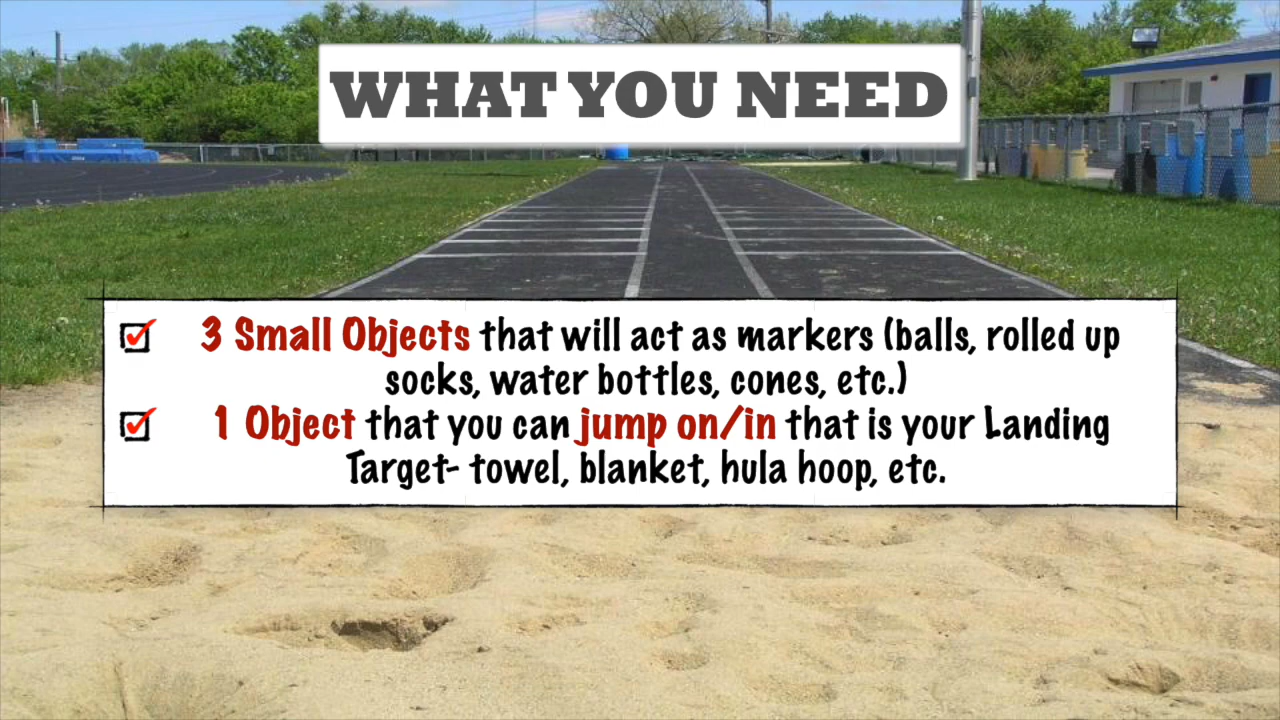 WHAT YOU NEED
3 Small Objects that will act as markers (balls, rolled up
socks, water bottles, cones, etc.)
1 Object that you can jump on/in that is your Landing
Target- towel, blanket, hula hoop, etc.